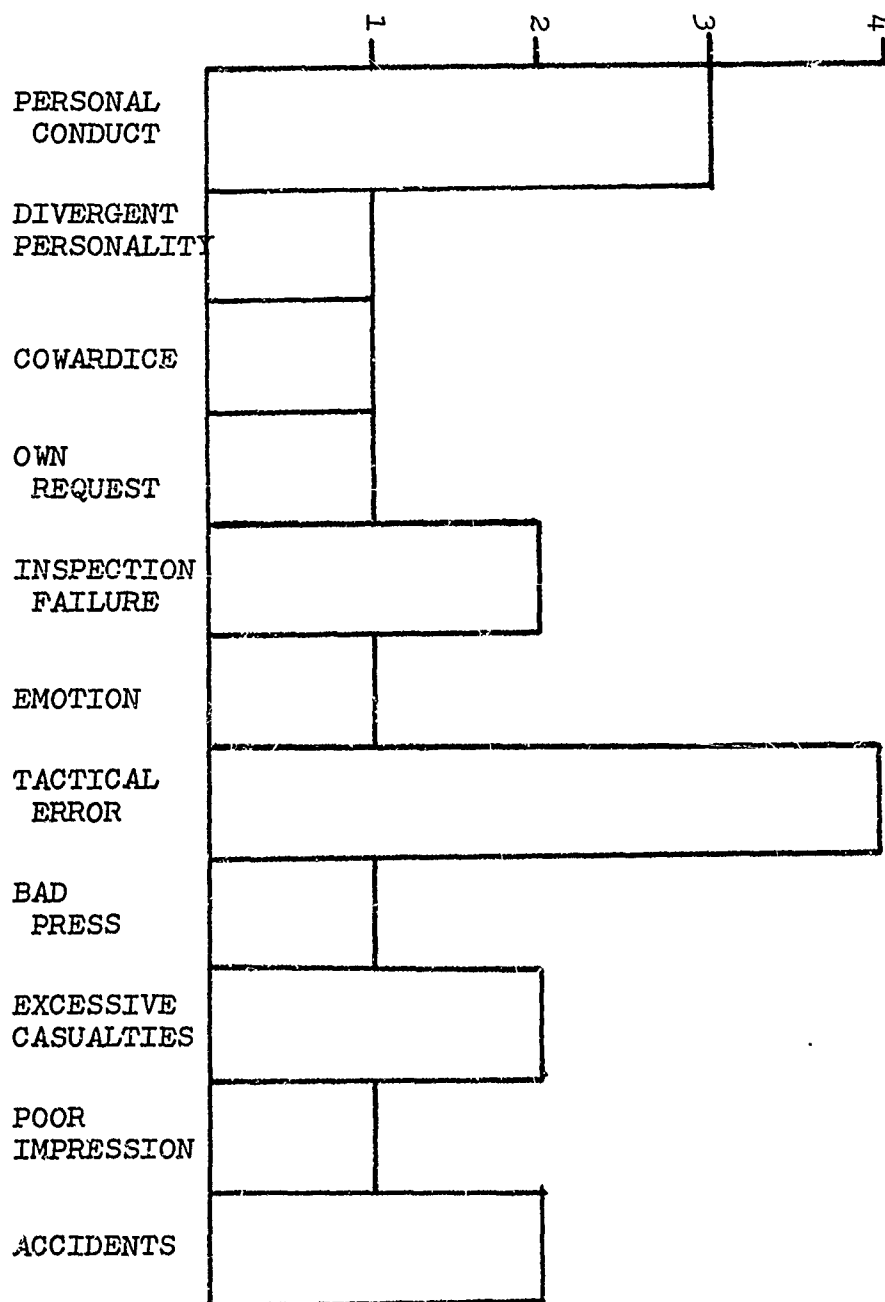 1 2 3 4
PERSONAL
CONDUCT
DIVERGENT
PERSONALITY
COWARDICE
OWN
REQUEST
INSPECTION
FAILURE
EMOTION
TACTICAL
ERROR
BAD
PRESS
EXCESSIVE
CASUALTIES
POOR
IMPRESSION
ACCIDENTS